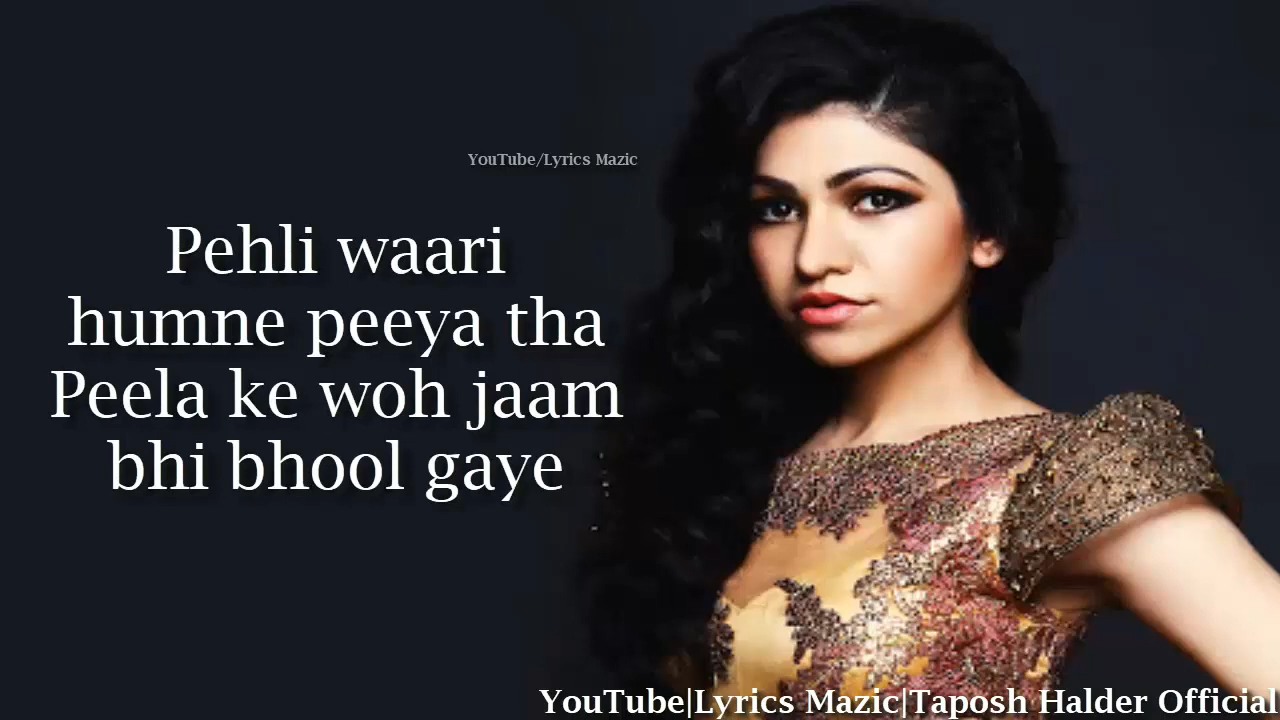 YouTube/Lyrics Mazic
Pehli waari
humne peeya tha
Peela ke woh jaam
bhi bhool gaye
YouTube|Lyrics Mazic|Taposh Halder Official